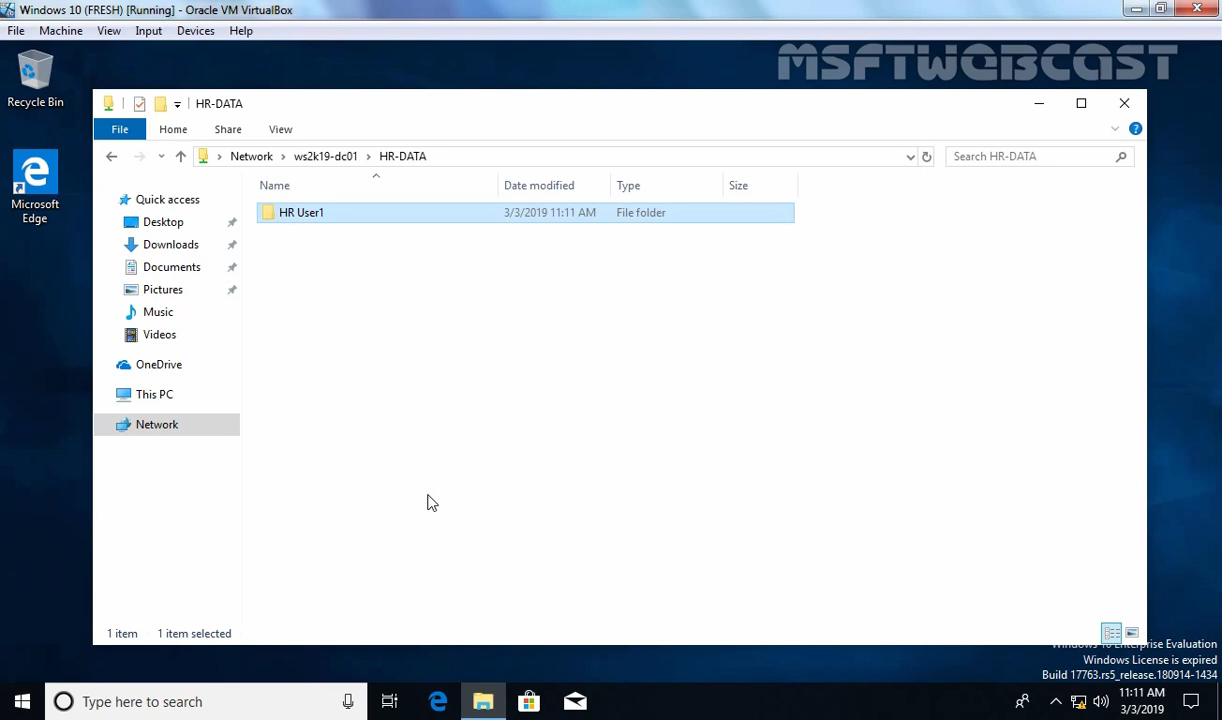 Windows 10 (FRESH) [Running] - Oracle VM VirtualBox
File Machine View Input Devices Help
MSFTWEBCAST
Recycle Bin
Microsoft Edge
HR-DATA
File Home Share View
Network ws2k19-dc01 HR-DATA
Search HR-DATA
Name Date modified Type Size
HR User1 3/3/2019 11:11 AM File folder
Quick access
Desktop
Downloads
Documents
Pictures
Music
Videos
OneDrive
This PC
Network
1 item 1 item selected
Windows 10 Enterprise Evaluation
Windows License is expired
Build 17763.rs5_release.180914-1434
Type here to search
11:11 AM
3/3/2019